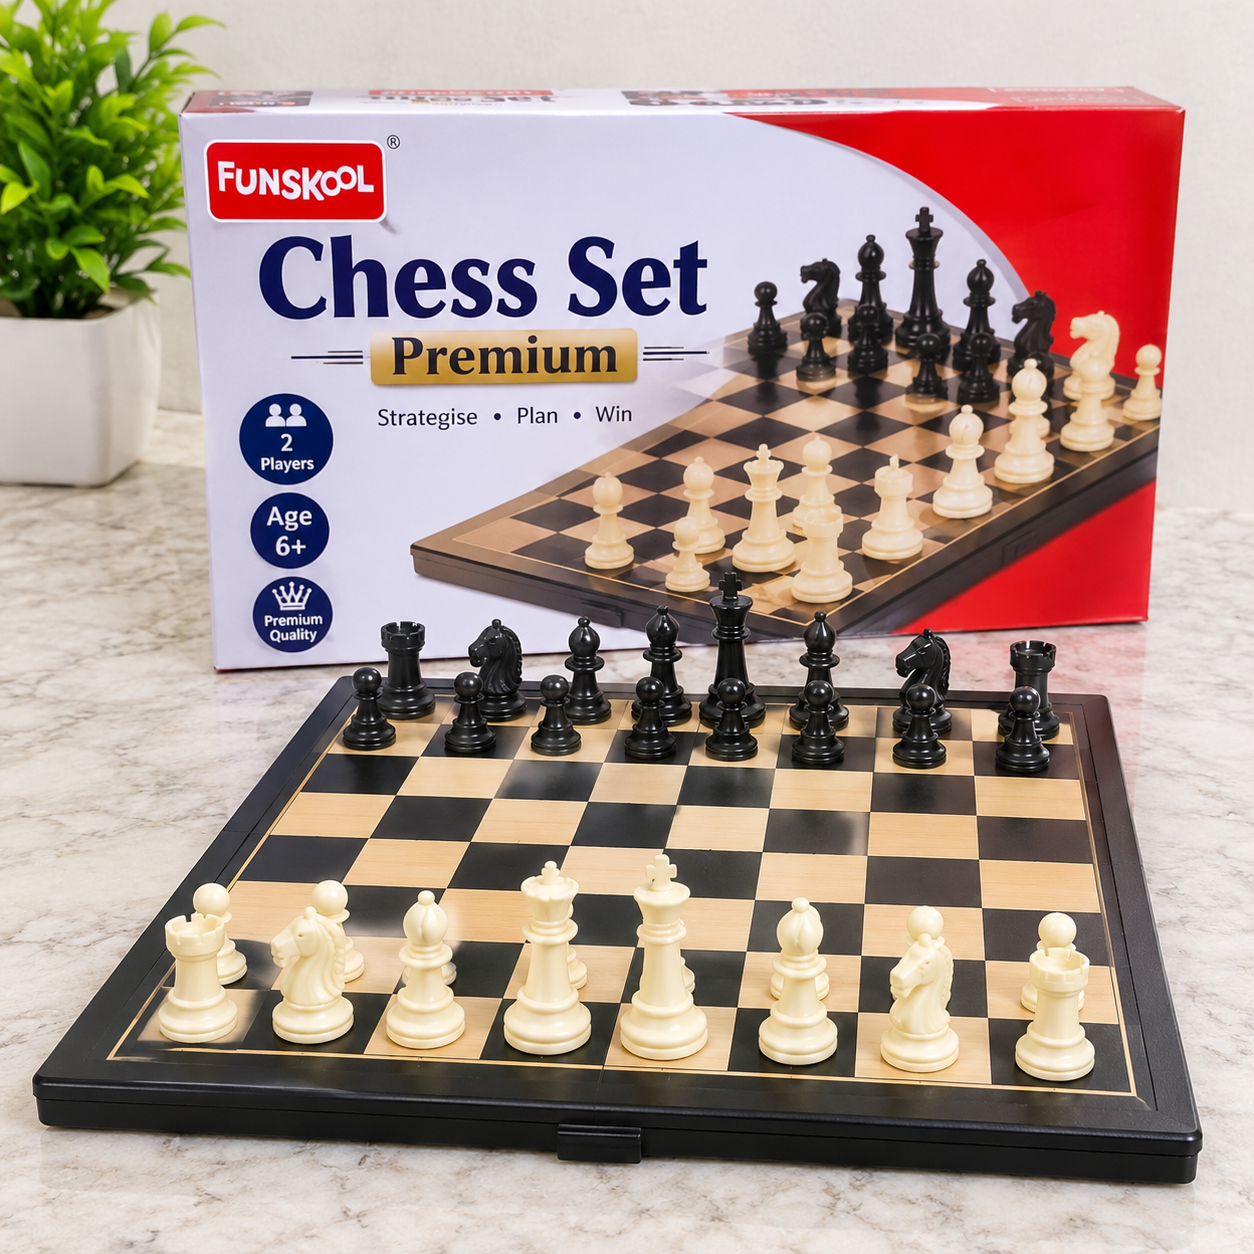 FUNSKOOL ®
Chess Set
Premium
Strategise • Plan • Win
2
Players
Age
6+
Premium
Quality